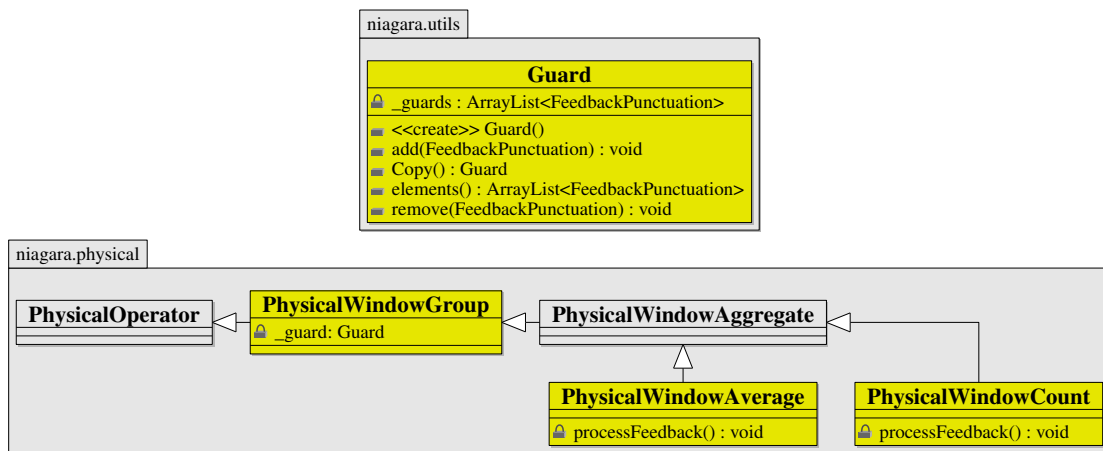 niagara.utils
Guard
_guards : ArrayList<FeedbackPunctuation>
<<create>> Guard()
add(FeedbackPunctuation) : void
Copy() : Guard
elements() : ArrayList<FeedbackPunctuation>
remove(FeedbackPunctuation) : void
niagara.physical
PhysicalOperator
PhysicalWindowGroup
_guard: Guard
PhysicalWindowAggregate
PhysicalWindowAverage
processFeedback() : void
PhysicalWindowCount
processFeedback() : void